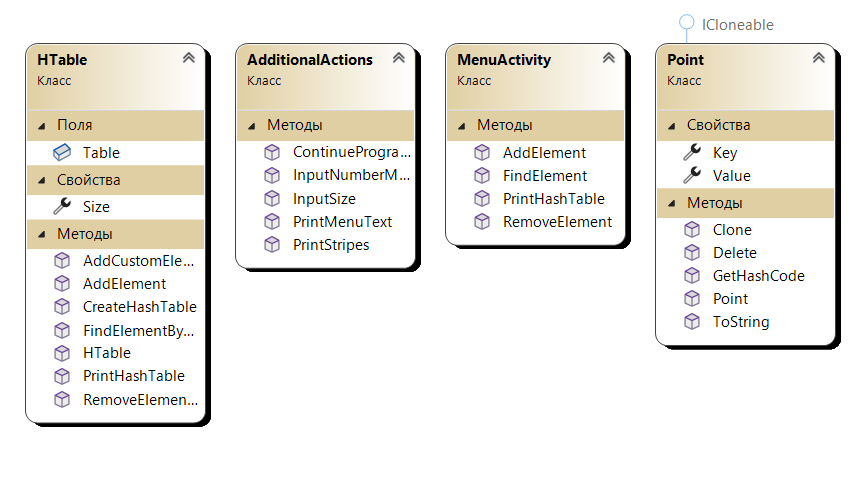 ICloneable
HTable
Класс
Поля
Table
Свойства
Size
Методы
AddCustomEle...
AddElement
CreateHashTable
FindElementBy...
HTable
PrintHashTable
RemoveElemen...
AdditionalActions
Класс
Методы
ContinueProgra...
InputNumberM...
InputSize
PrintMenuText
PrintStripes
MenuActivity
Класс
Методы
AddElement
FindElement
PrintHashTable
RemoveElement
Point
Класс
Свойства
Key
Value
Методы
Clone
Delete
GetHashCode
Point
ToString